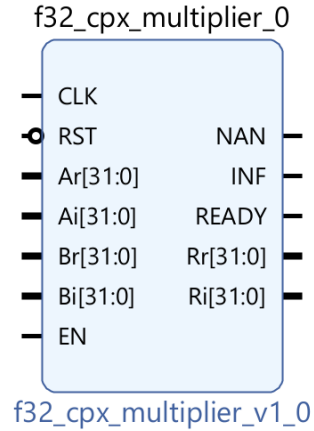 f32_cpx_multiplier_0
CLK
RST NAN
Ar[31:0] INF
Ai[31:0] READY
Br[31:0] Rr[31:0]
Bi[31:0] Ri[31:0]
EN
f32_cpx_multiplier_v1_0